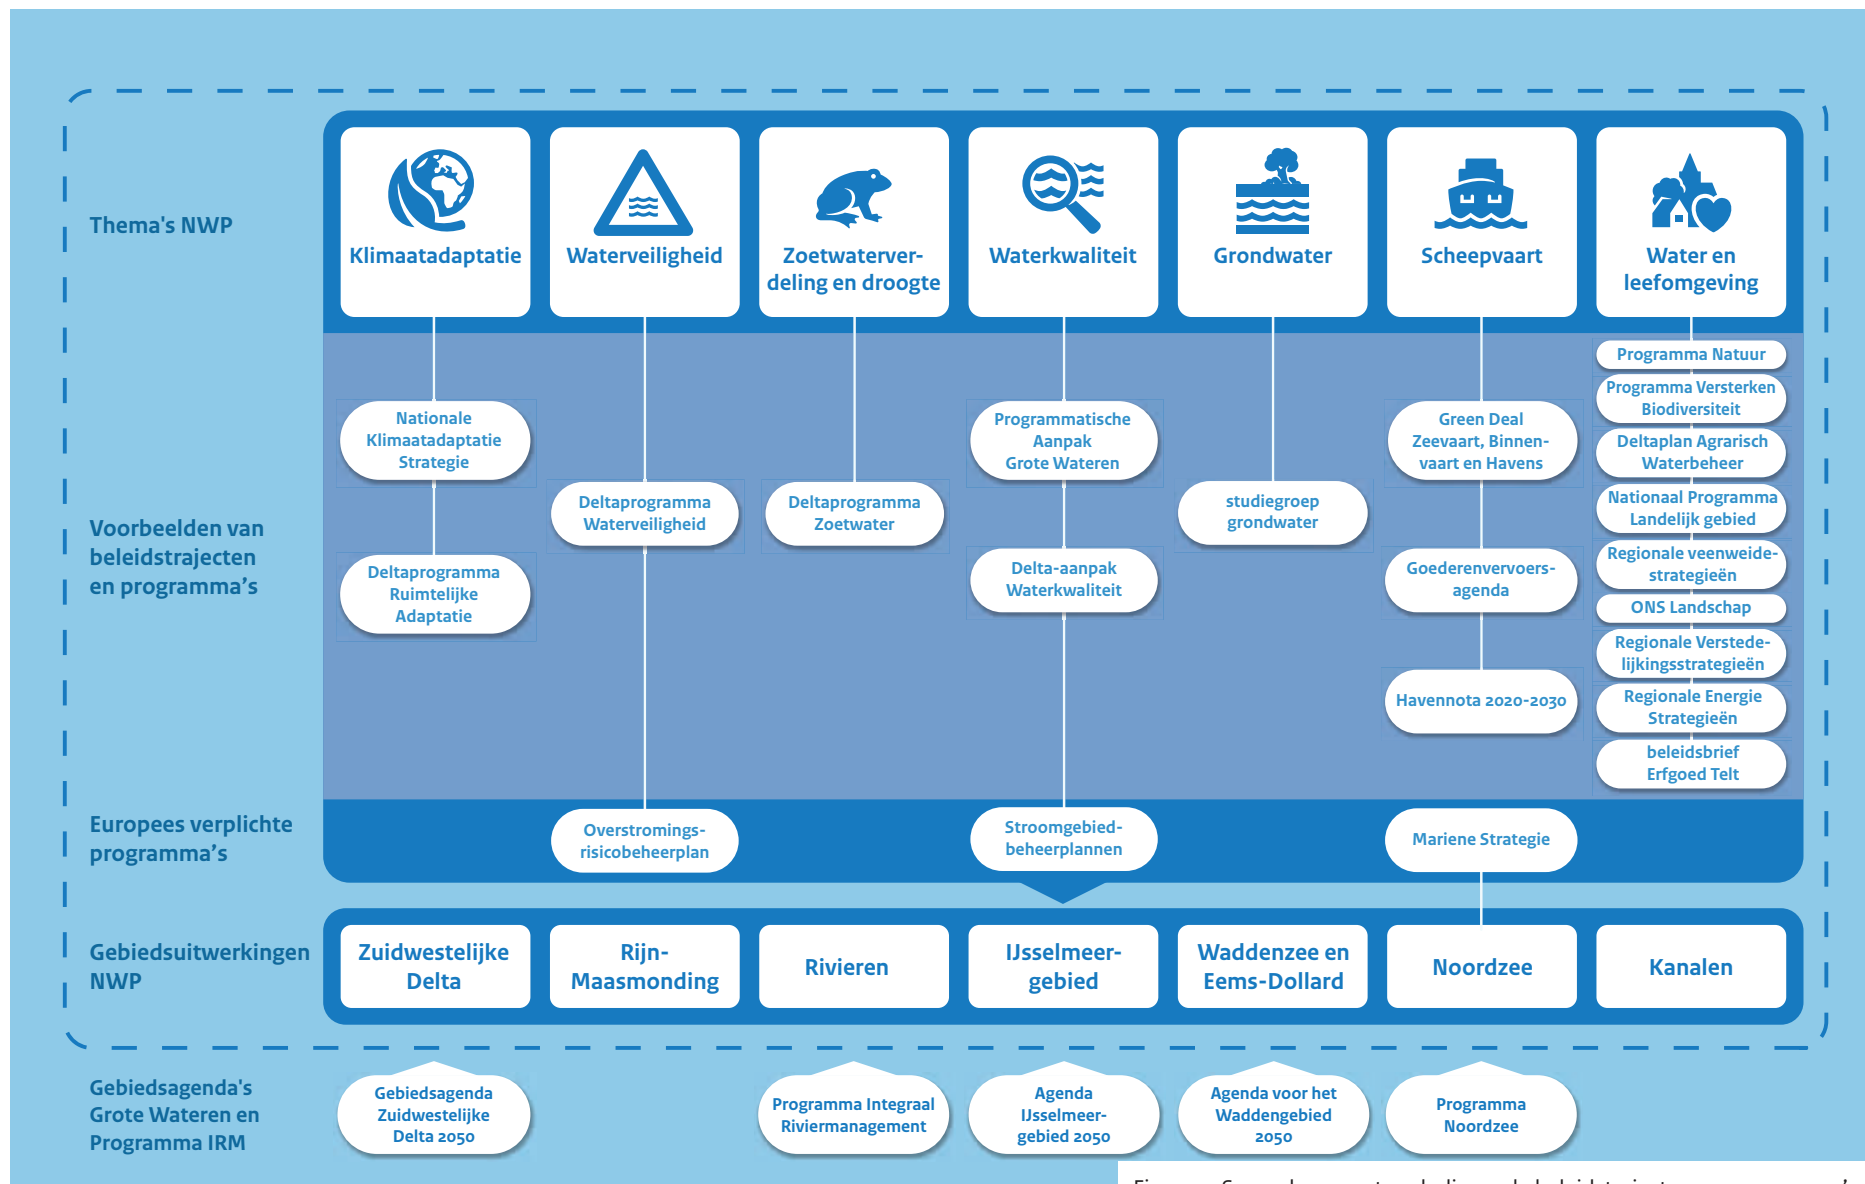 Thema's NWP
Klimaatadaptatie
Waterveiligheid
Zoetwaterver-
deling en droogte
Waterkwaliteit
Grondwater
Scheepvaart
Water en
leefomgeving
Voorbeelden van
beleidstrajecten
en programma's
Nationale
Klimaatadaptatie
Strategie
Deltaprogramma
Ruimtelijke
Adaptatie
Deltaprogramma
Waterveiligheid
Deltaprogramma
Zoetwater
Programmatische
Aanpak
Grote Wateren
Delta-aanpak
Waterkwaliteit
studiegroep
grondwater
Green Deal
Zeevaart, Binnen-
vaart en Havens
Goederenvervoers-
agenda
Havennota 2020-2030
Programma Natuur
Programma Versterken
Biodiversiteit
Deltaplan Agrarisch
Waterbeheer
Nationaal Programma
Landelijk gebied
Regionale veenweide-
strategieën
ONS Landschap
Regionale Verstede-
lijkingsstrategieën
Regionale Energie
Strategieën
beleidsbrief
Erfgoed Telt
Europees verplichte
programma's
Overstromings-
risicobeheerplan
Stroomgebied-
beheerplannen
Mariene Strategie
Gebiedsuitwerkingen
NWP
Zuidwestelijke
Delta
Rijn-
Maasmonding
Rivieren
IJsselmeer-
gebied
Waddenzee en
Eems-Dollard
Noordzee
Kanalen
Gebiedsagenda's
Grote Wateren en
Programma IRM
Gebiedsagenda
Zuidwestelijke
Delta 2050
Programma Integraal
Riviermanagement
Agenda
IJsselmeer-
gebied 2050
Agenda voor het
Waddengebied
2050
Programma
Noordzee